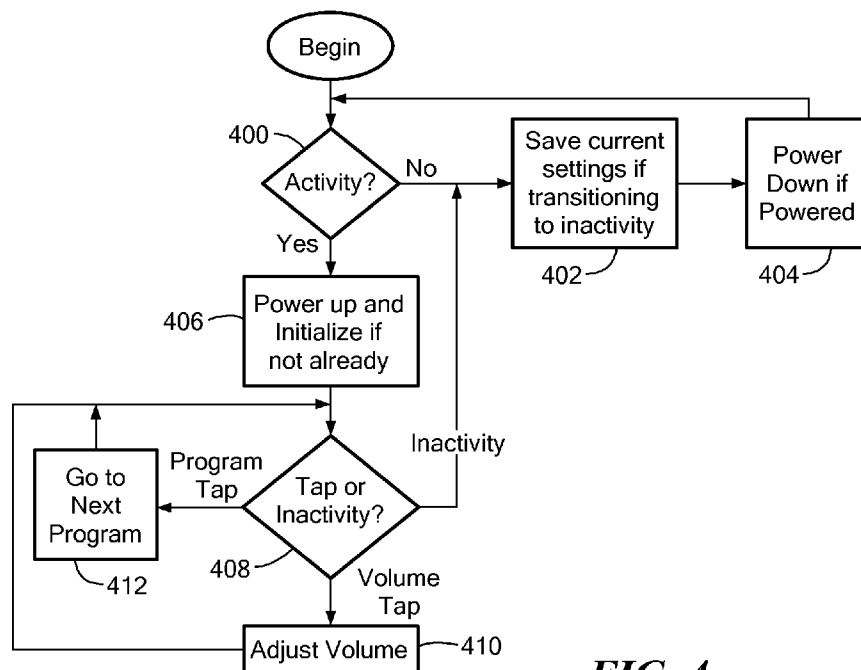 Begin
400
Activity?
No
Yes
Save current
settings if
transitioning
to inactivity
402
Power
Down if
Powered
404
406
Power up and
Initialize if
not already
Inactivity
Program
Tap
Tap or
Inactivity?
408
Go to
Next
Program
412
Volume
Tap
Adjust Volume
410
FIG. 4